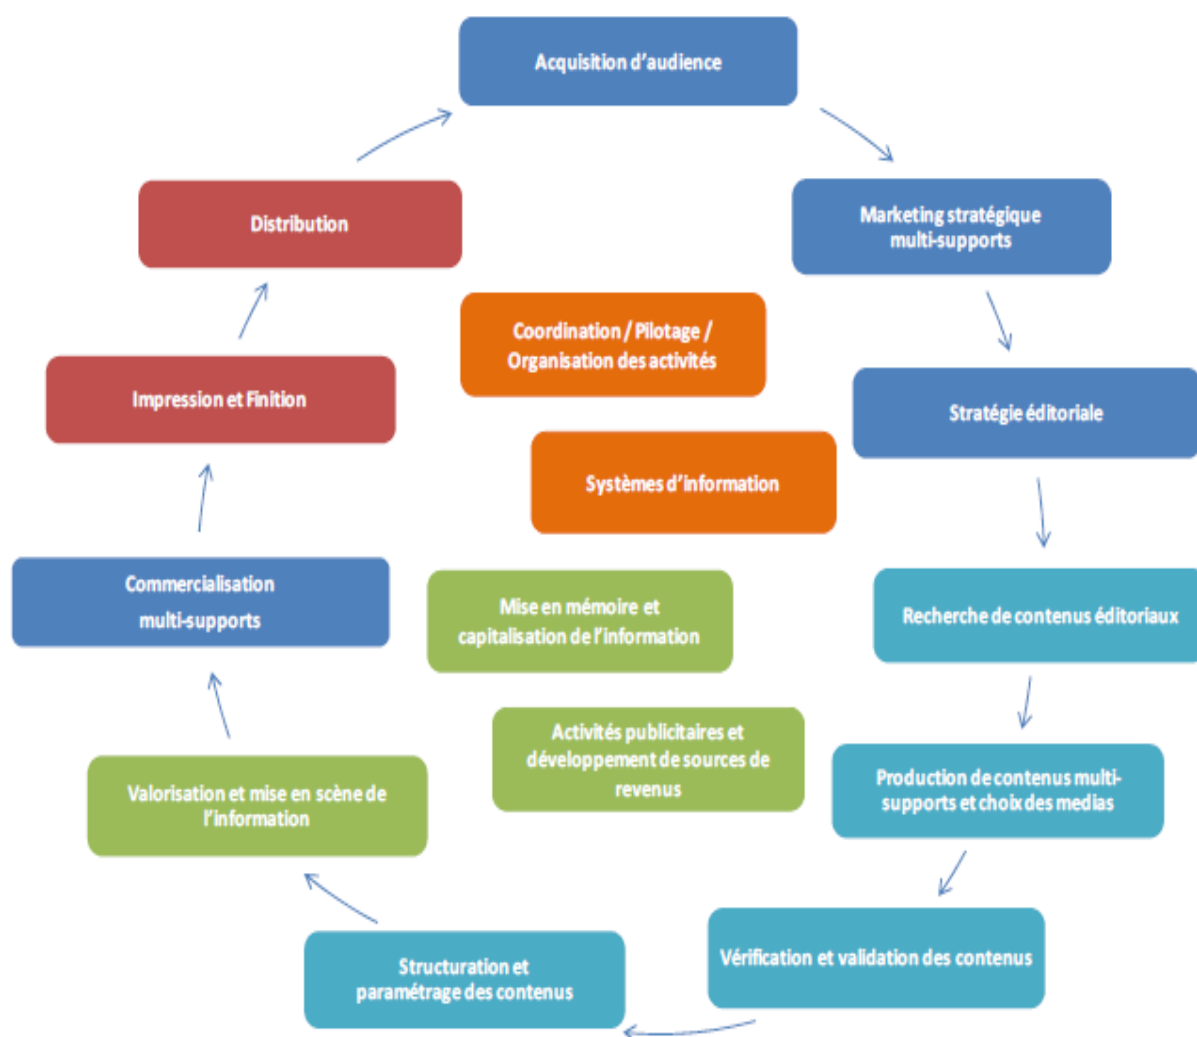 Acquisition d'audience
Distribution
Marketing stratégique
multi-supports
Coordination / Pilotage /
Organisation des activités
Impression et Finition
Stratégie éditoriale
Systèmes d'information
Commercialisation
multi-supports
Mise en mémoire et
capitalisation de l'information
Recherche de contenus éditoriaux
Activités publicitaires et
développement de sources de
revenus
Valorisation et mise en scène de
l'information
Production de contenus multi-
supports et choix des medias
Structuration et
paramétrage des contenus
Vérification et validation des contenus